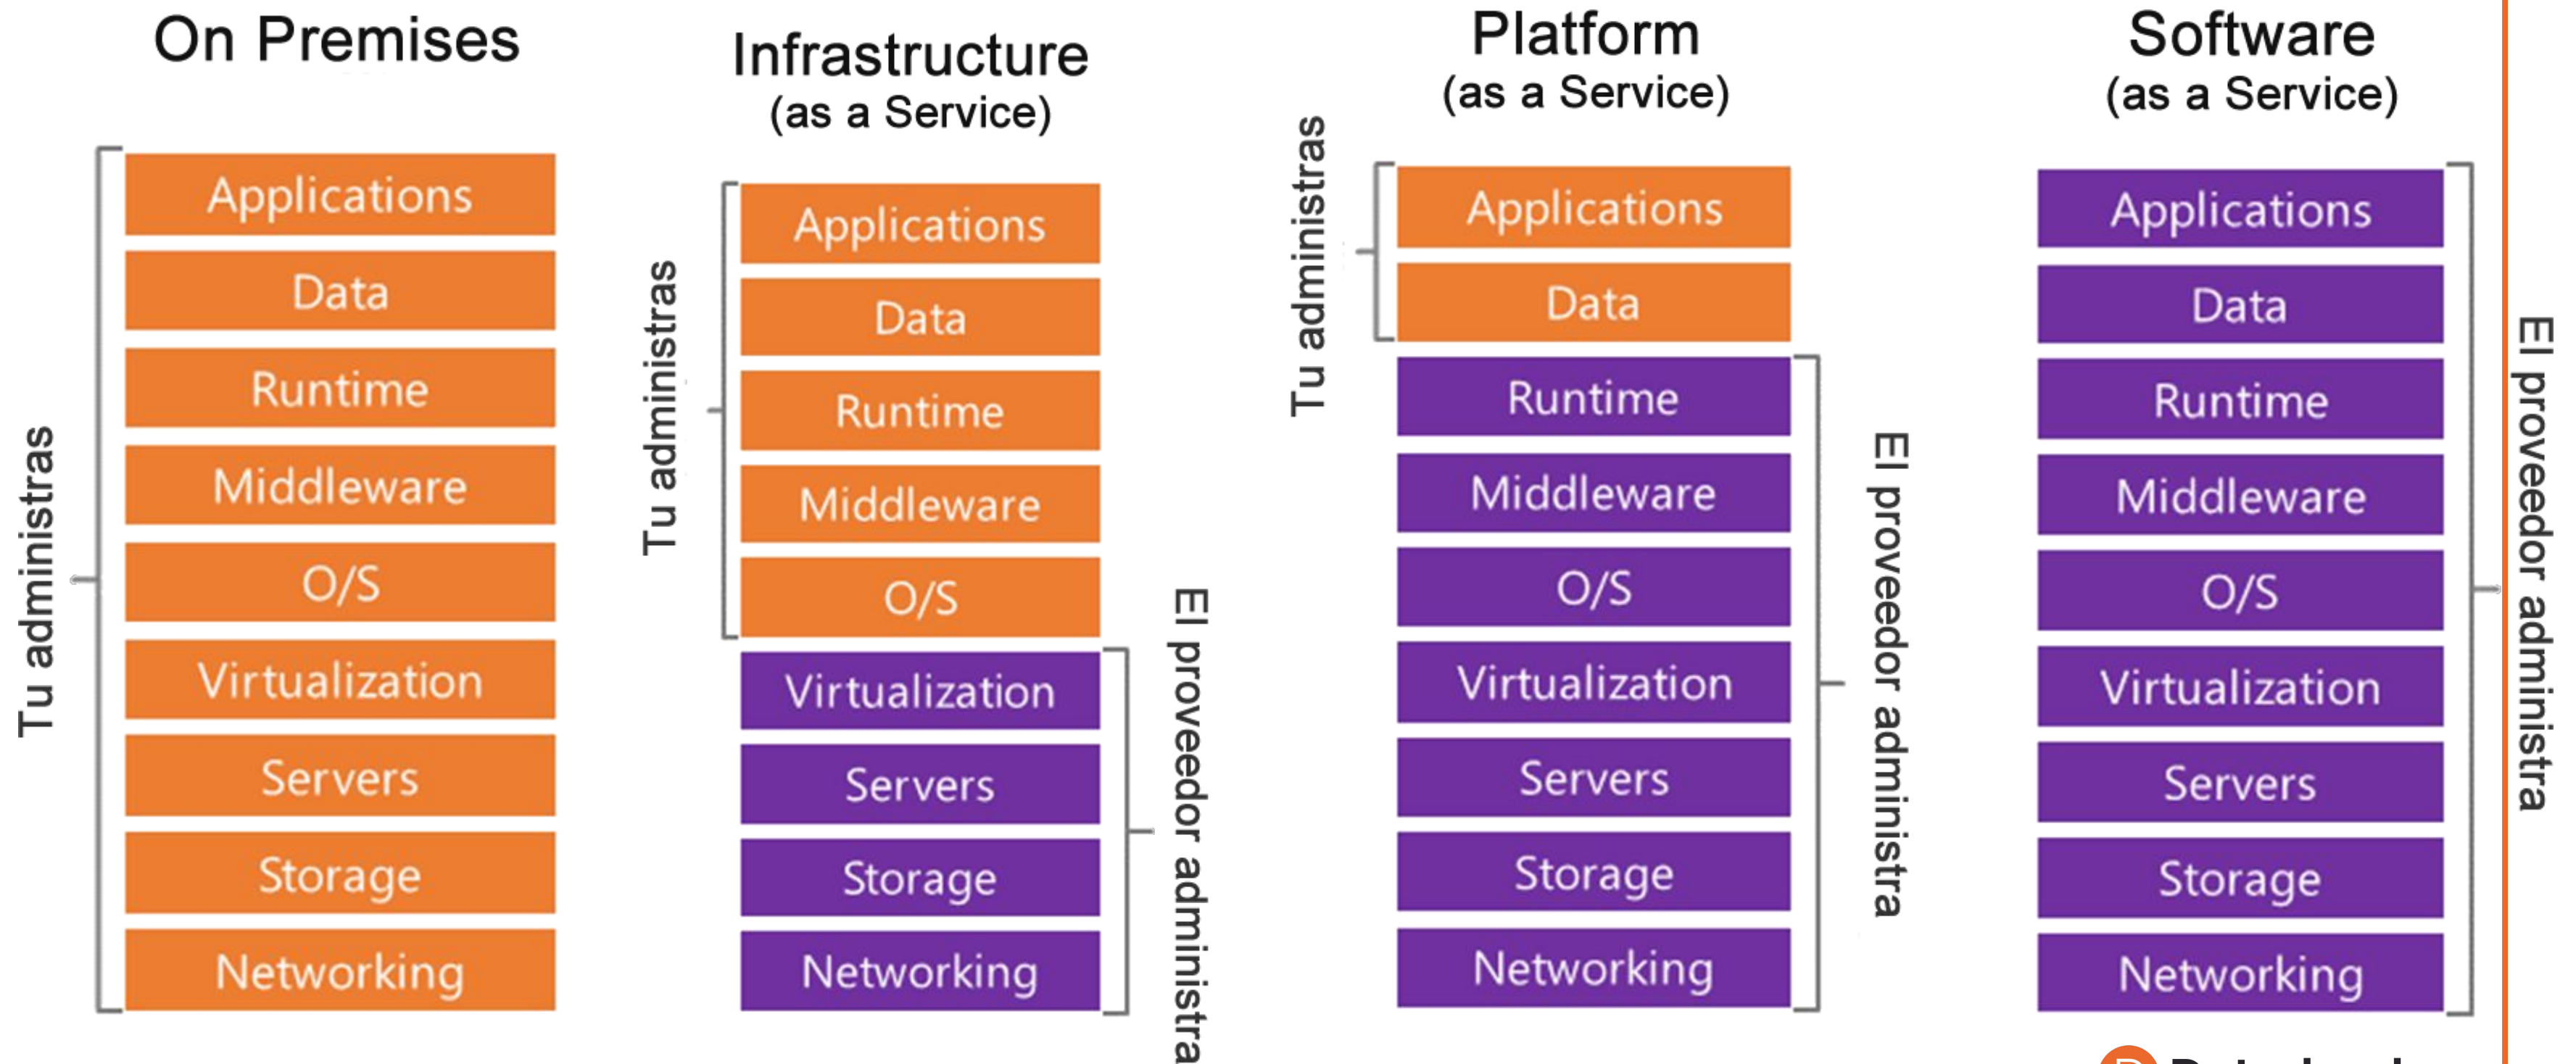 On Premises
Tu administras
Applications
Data
Runtime
Middleware
O/S
Virtualization
Servers
Storage
Networking
Infrastructure
(as a Service)
Tu administras
Applications
Data
Runtime
Middleware
O/S
Virtualization
Servers
Storage
Networking
El proveedor administra
Platform
(as a Service)
Tu administras
Applications
Data
Runtime
Middleware
O/S
Virtualization
Servers
Storage
Networking
El proveedor administra
Software
(as a Service)
Applications
Data
Runtime
Middleware
O/S
Virtualization
Servers
Storage
Networking
El proveedor administra